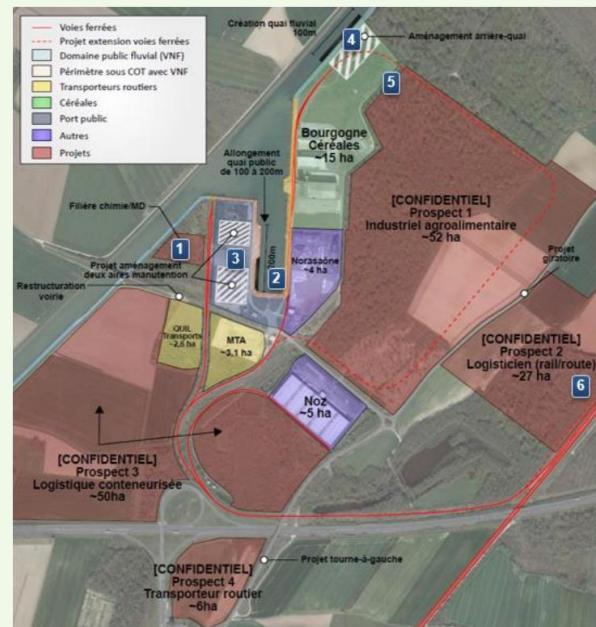 Voies ferrées
Projet extension voies ferrées
Domaine public fluvial (VNF)
Périmètre sous COT avec VNF
Transporteurs routiers
Céréales
Port public
Autres
Projets
Création quai fluvial
100m
4
Aménagement arrière-quai
5
Bourgogne
Céréales
~15 ha
Allongement
quai public
de 100 à 200m
Filière chimie/MD
[CONFIDENTIEL]
Prospect 1
Industriel agroalimentaire
~52 ha
1
3
200m
2
Norasaône
~4 ha
Projet aménagement
deux aires manutention
Projet
giratoire
Restructuration
voirie
QUIL
Transports
~2,6 ha
MTA
~3,1 ha
[CONFIDENTIEL]
Prospect 2
Logisticien (rail/route)
~27 ha
6
Noz
~5 ha
[CONFIDENTIEL]
Prospect 3
Logistique conteneurisée
~50ha
[CONFIDENTIEL]
Prospect 4
Transporteur routier
~6ha
Projet tourne-à-gauche